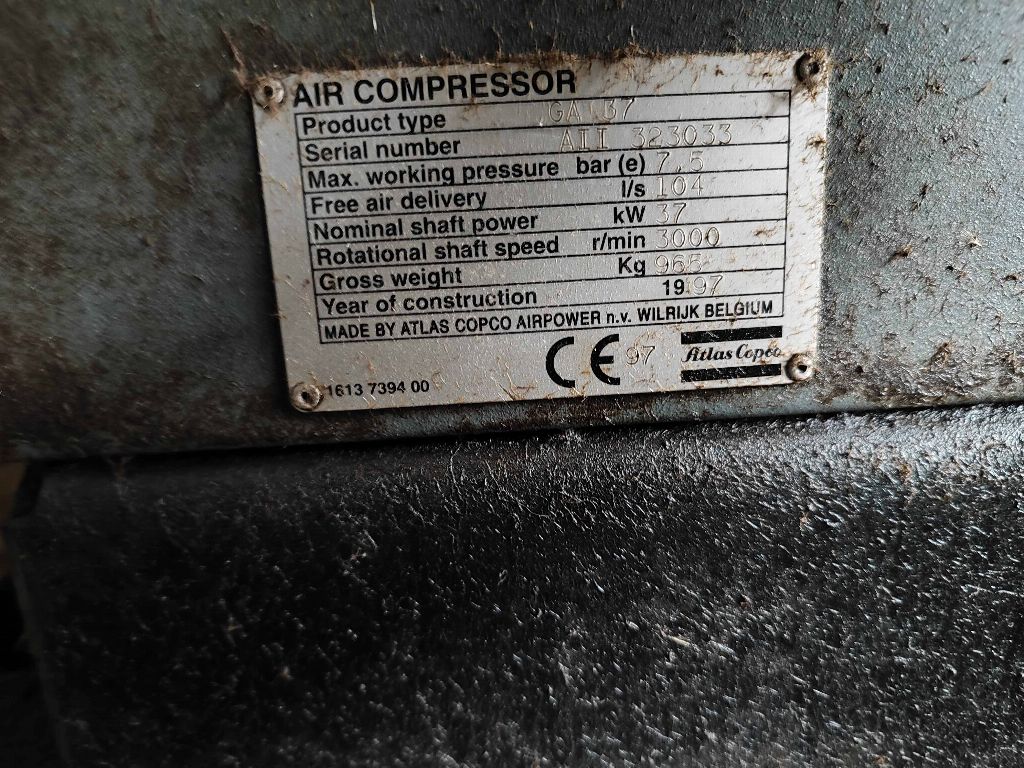 AIR COMPRESSOR
Product type GA 37
Serial number AII 323033
Max. working pressure bar (e) 7.5
Free air delivery l/s 104
Nominal shaft power kW 37
Rotational shaft speed r/min 3000
Gross weight Kg
Year of construction 1997
MADE BY ATLAS COPCO AIRPOWER n.v. WILRIJK BELGIUM
CE 97 Atlas Copco
1613 7394 00